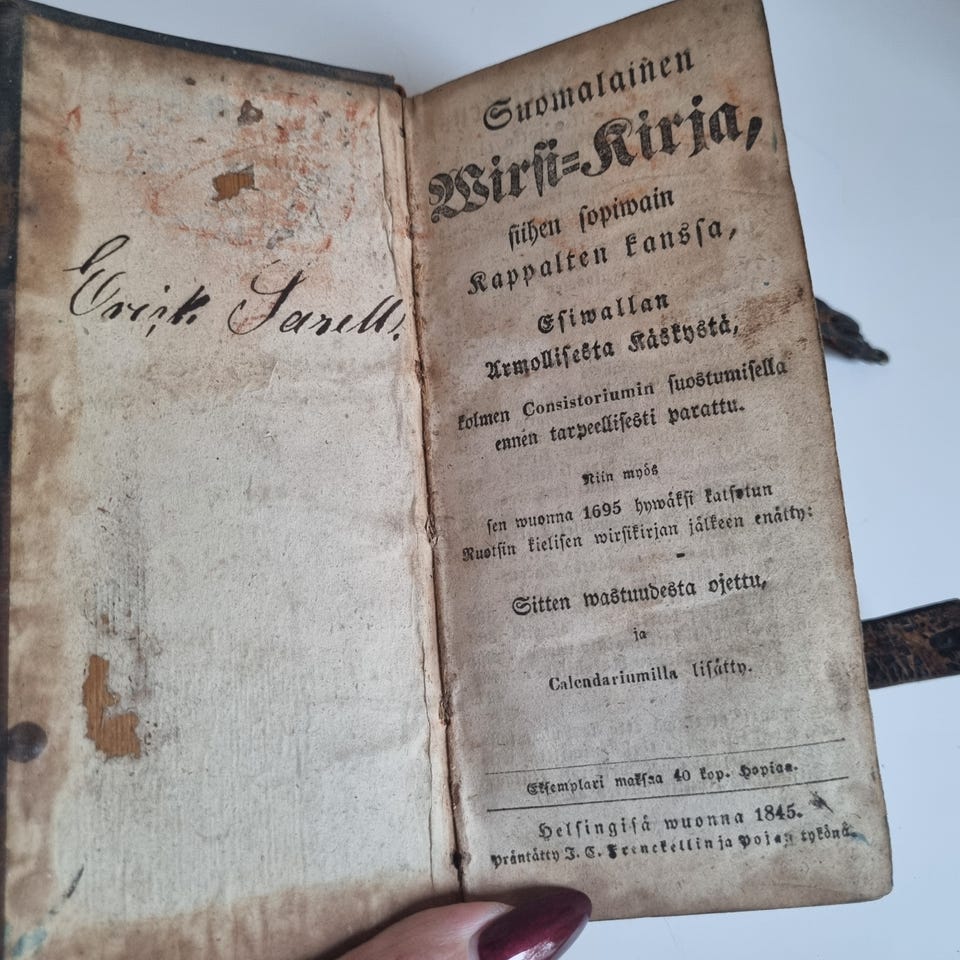 Erick Sarell.
Suomalainen
Wirsi-Kirja,
siihen sopiwain
Kappalten kanssa,
Esiwallan
Armollisesta Käskystä,
kolmen Consistoriumin suostumisella
ennen tarpeellisesti parattu.
Niin myös
sen wuonna 1695 hywäksi katsotun
Ruotsin kielisen wirsikirjan jälkeen enätty:
Sitten wastuudesta ojettu,
ja
Calendariumilla lisätty.
Eksemplari maksaa 40 kop. Hopiaa.
Helsingisä wuonna 1845.
präntätty J. C. Frenckellin ja Pojan tykönä.